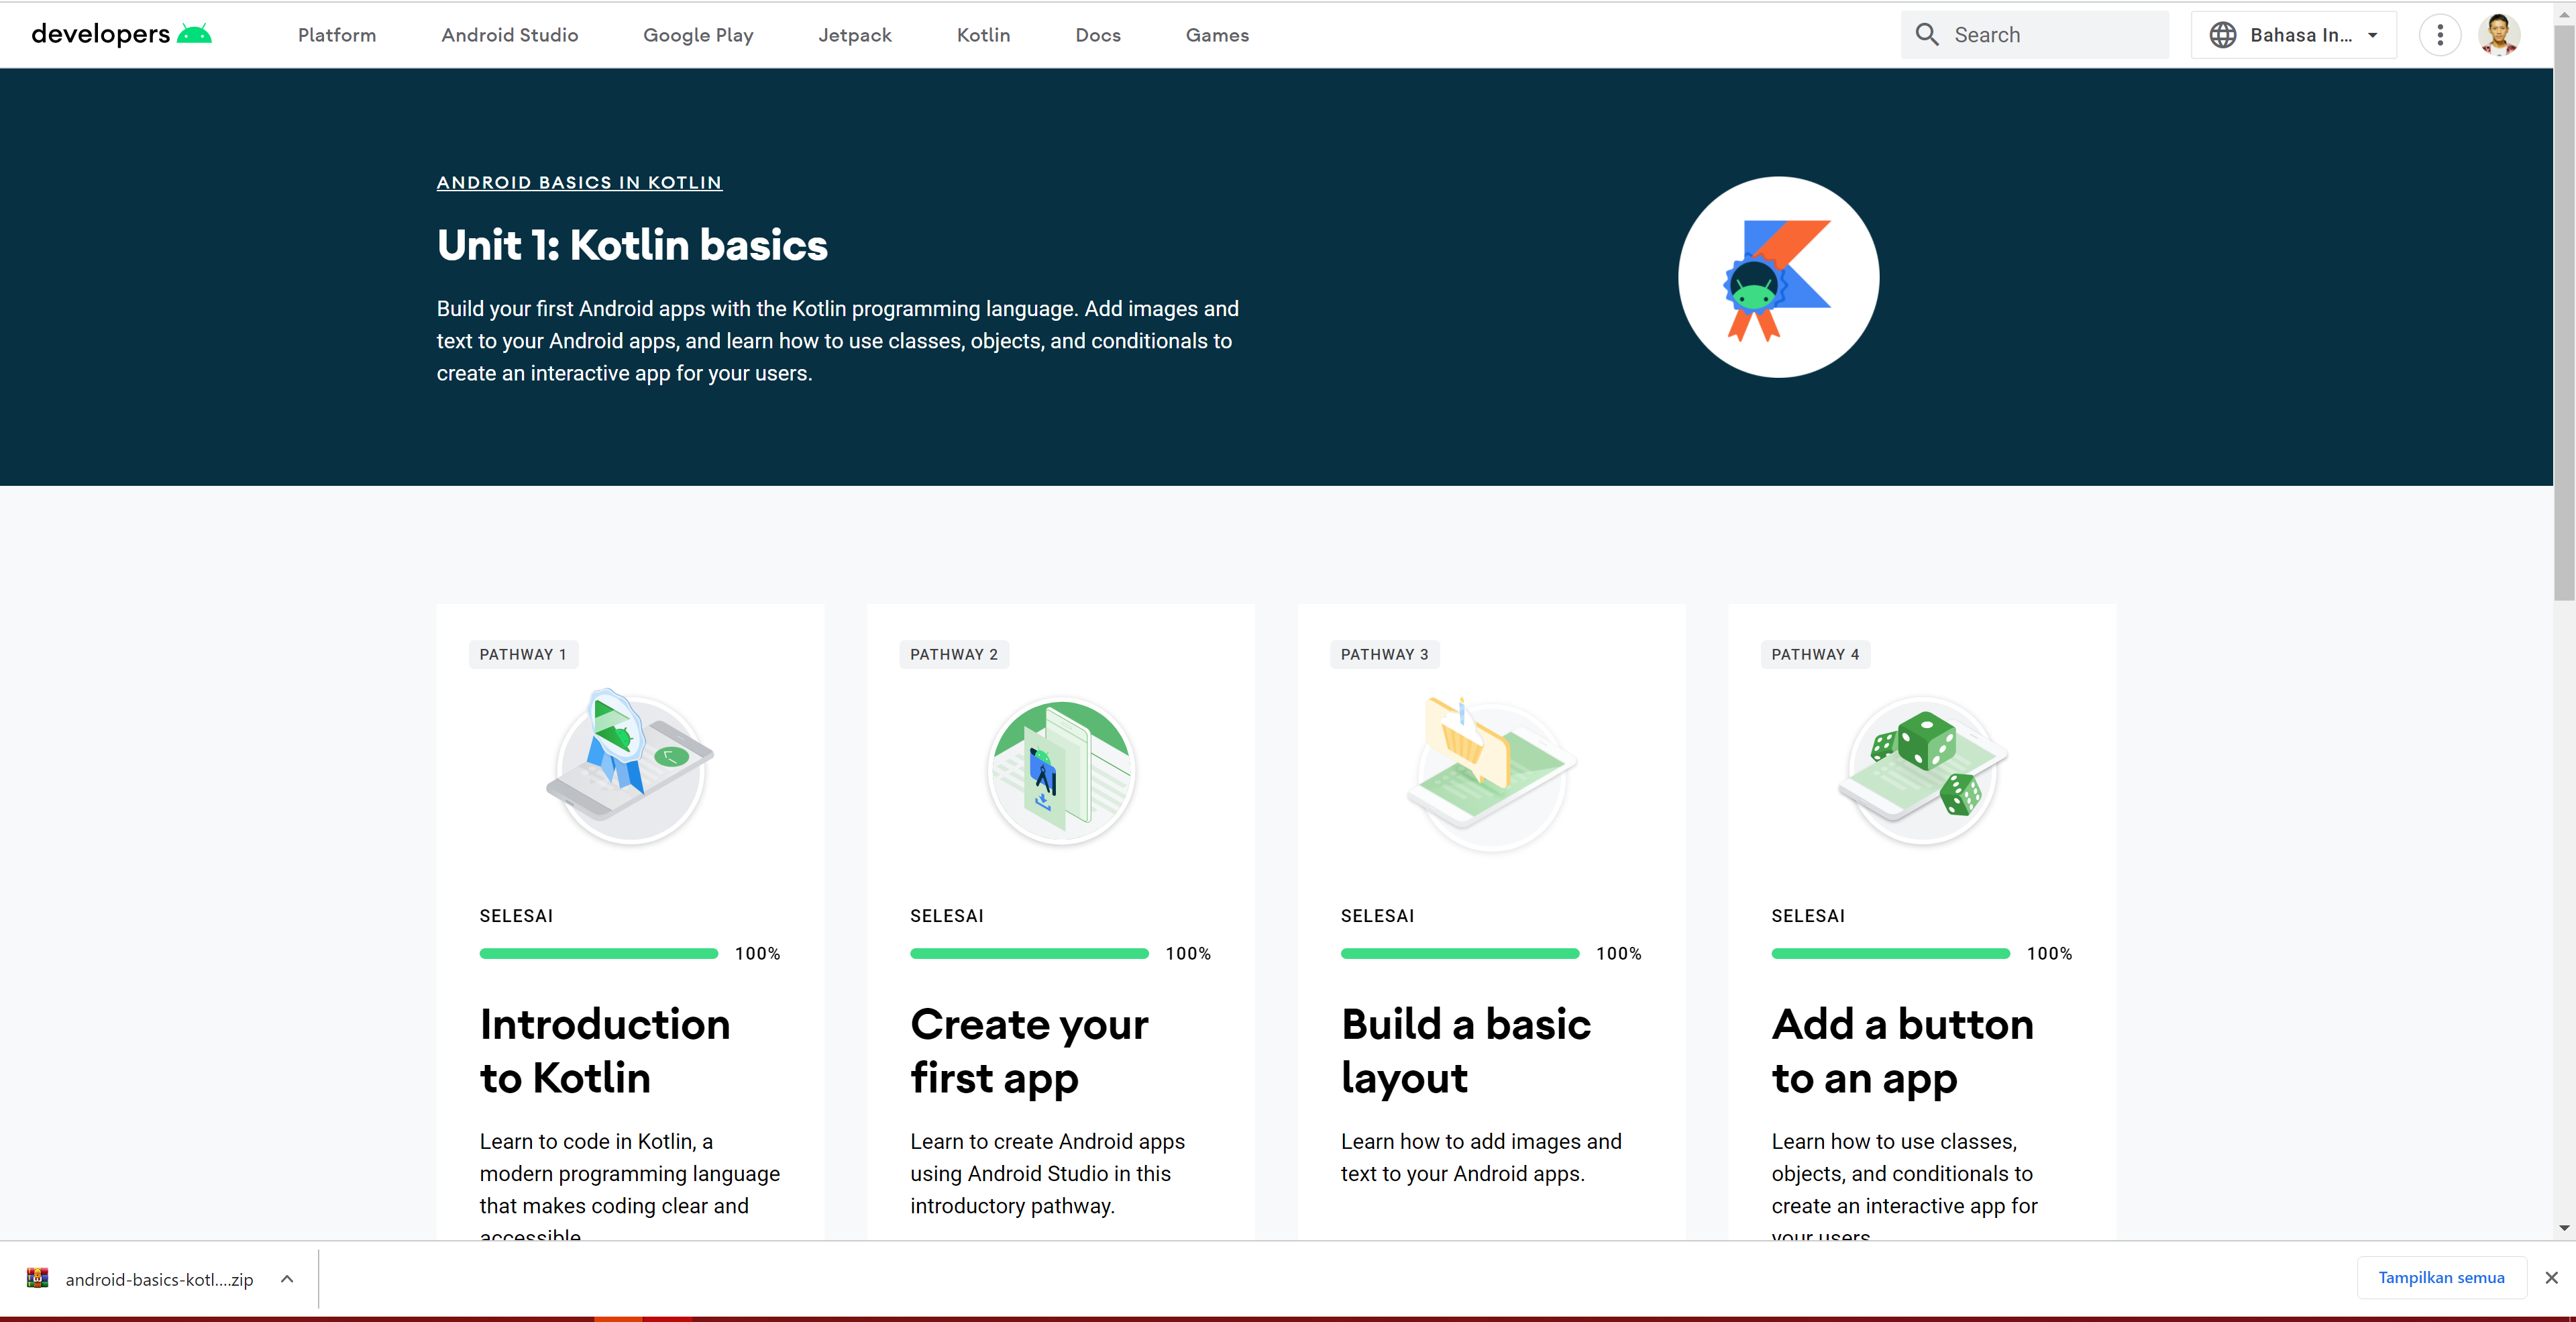 developers Platform Android Studio Google Play Jetpack Kotlin Docs Games Search Bahasa In...
ANDROID BASICS IN KOTLIN
Unit 1: Kotlin basics
Build your first Android apps with the Kotlin programming language. Add images and
text to your Android apps, and learn how to use classes, objects, and conditionals to
create an interactive app for your users.
PATHWAY 1
SELESAI
100%
Introduction
to Kotlin
Learn to code in Kotlin, a
modern programming language
that makes coding clear and
accessible
PATHWAY 2
SELESAI
100%
Create your
first app
Learn to create Android apps
using Android Studio in this
introductory pathway.
PATHWAY 3
SELESAI
100%
Build a basic
layout
Learn how to add images and
text to your Android apps.
PATHWAY 4
SELESAI
100%
Add a button
to an app
Learn how to use classes,
objects, and conditionals to
create an interactive app for
your users
android-basics-kotl....zip
Tampilkan semua